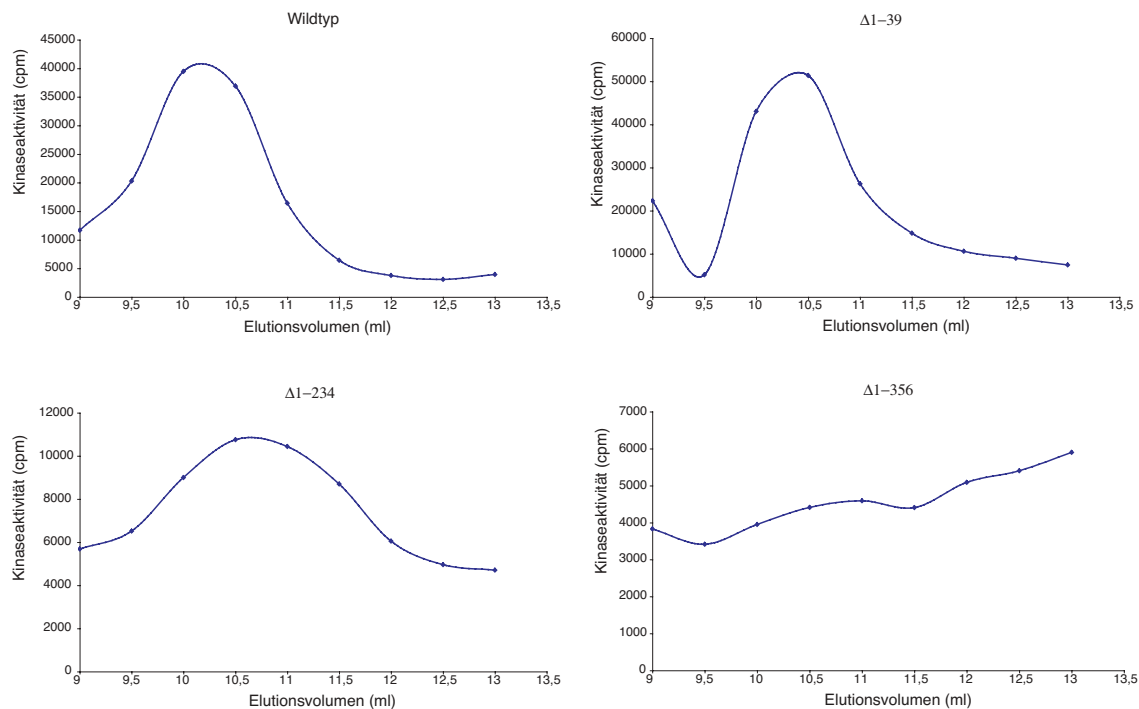 Wildtyp
Kinaseaktivität (cpm)
45000
40000
35000
30000
25000
20000
15000
10000
5000
0
9 9,5 10 10,5 11 11,5 12 12,5 13 13,5
Elutionsvolumen (ml)
Δ1–39
Kinaseaktivität (cpm)
60000
50000
40000
30000
20000
10000
0
9 9,5 10 10,5 11 11,5 12 12,5 13 13,5
Elutionsvolumen (ml)
Δ1–234
Kinaseaktivität (cpm)
12000
10000
8000
6000
4000
2000
0
9 9,5 10 10,5 11 11,5 12 12,5 13 13,5
Elutionsvolumen (ml)
Δ1–356
Kinaseaktivität (cpm)
7000
6000
5000
4000
3000
2000
1000
0
9 9,5 10 10,5 11 11,5 12 12,5 13 13,5
Elutionsvolumen (ml)